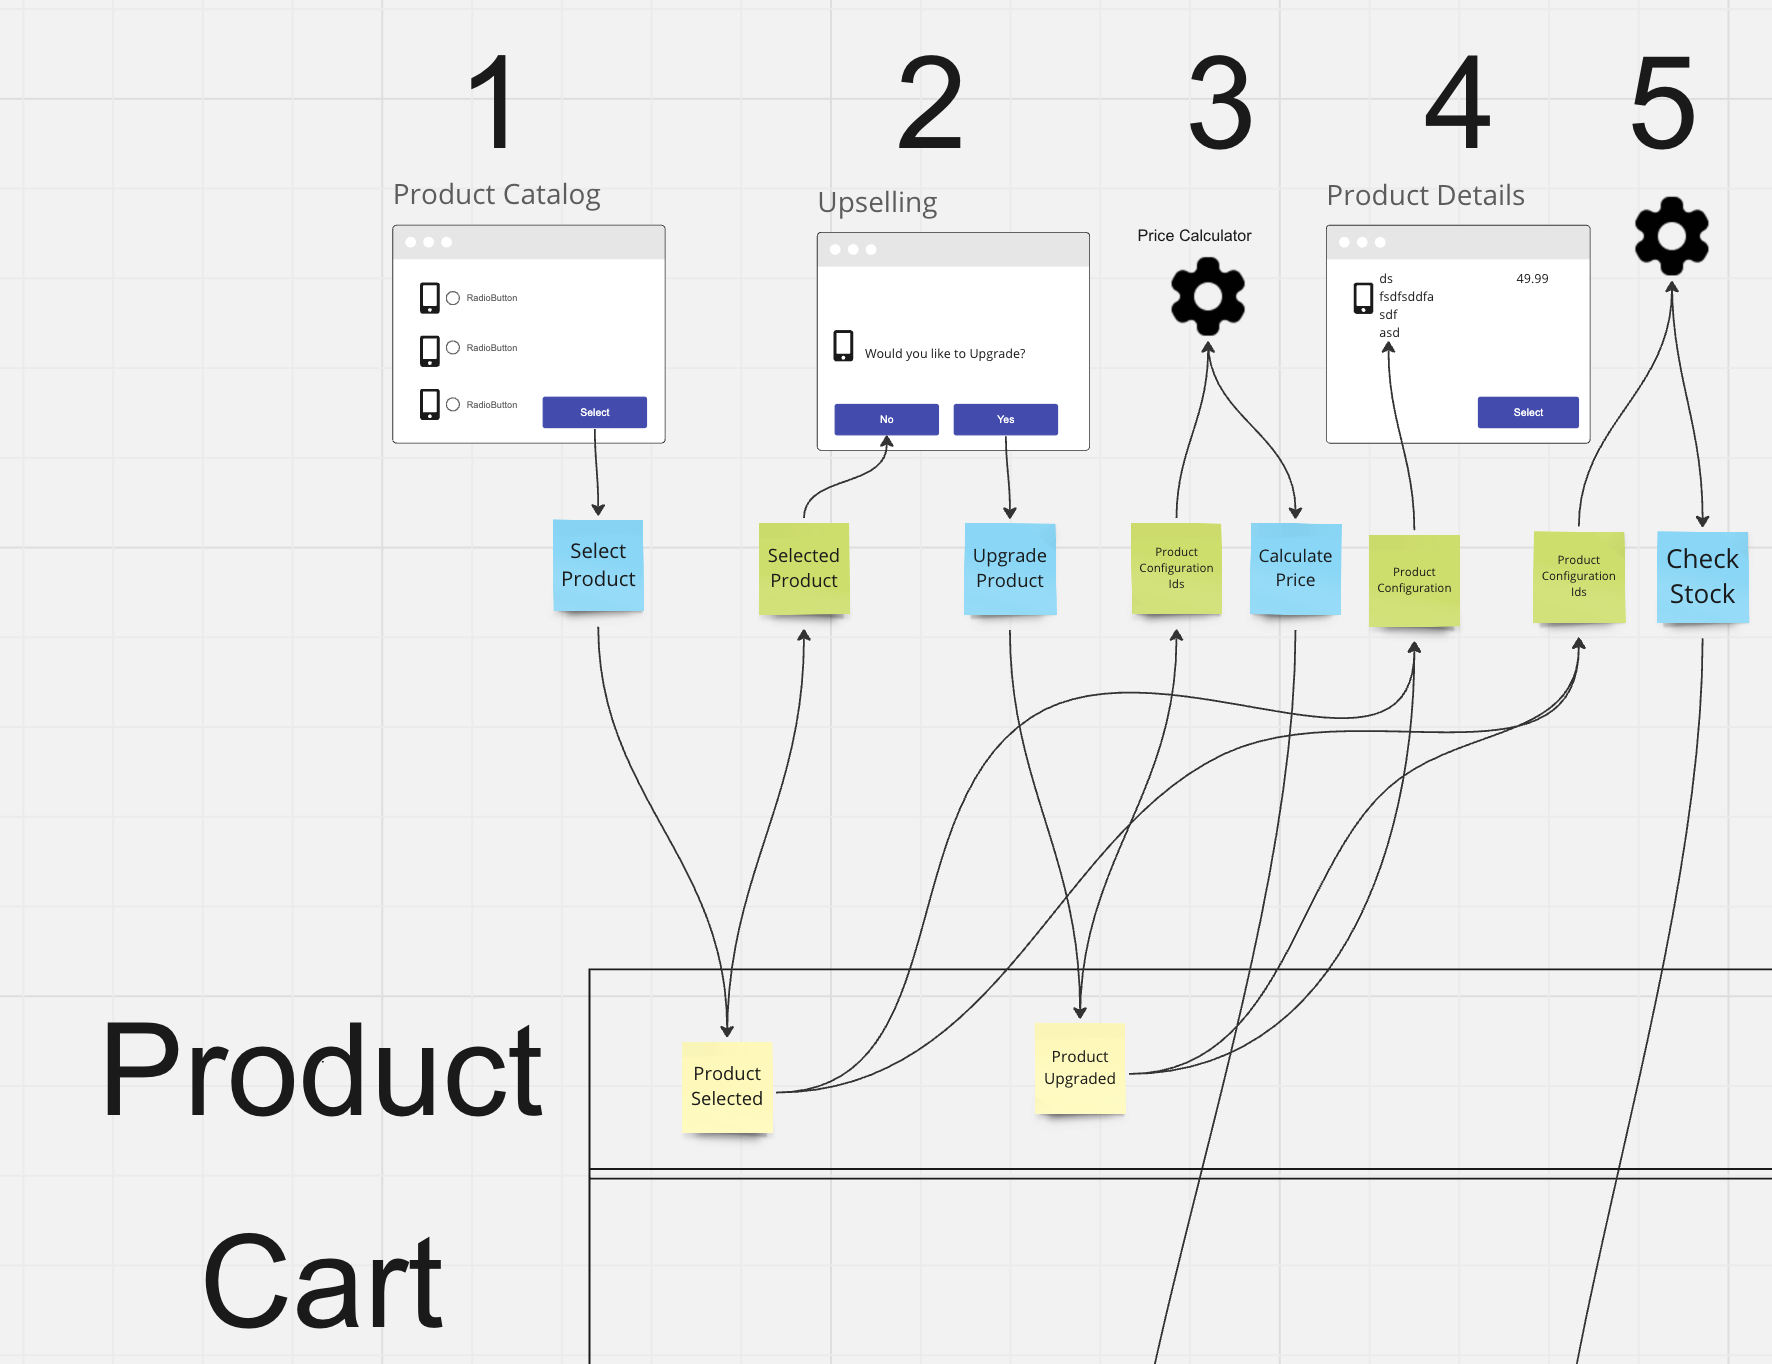 1
2
3
4
5
Product Catalog
RadioButton
RadioButton
RadioButton
Select
Upselling
Would you like to Upgrade?
No
Yes
Price Calculator
Product Details
ds
49.99
fsdfsddfa
sdf
asd
Select
Select
Product
Selected
Product
Upgrade
Product
Product
Configuration
Ids
Calculate
Price
Product
Configuration
Product
Configuration
Ids
Check
Stock
Product
Product
Selected
Product
Upgraded
Cart